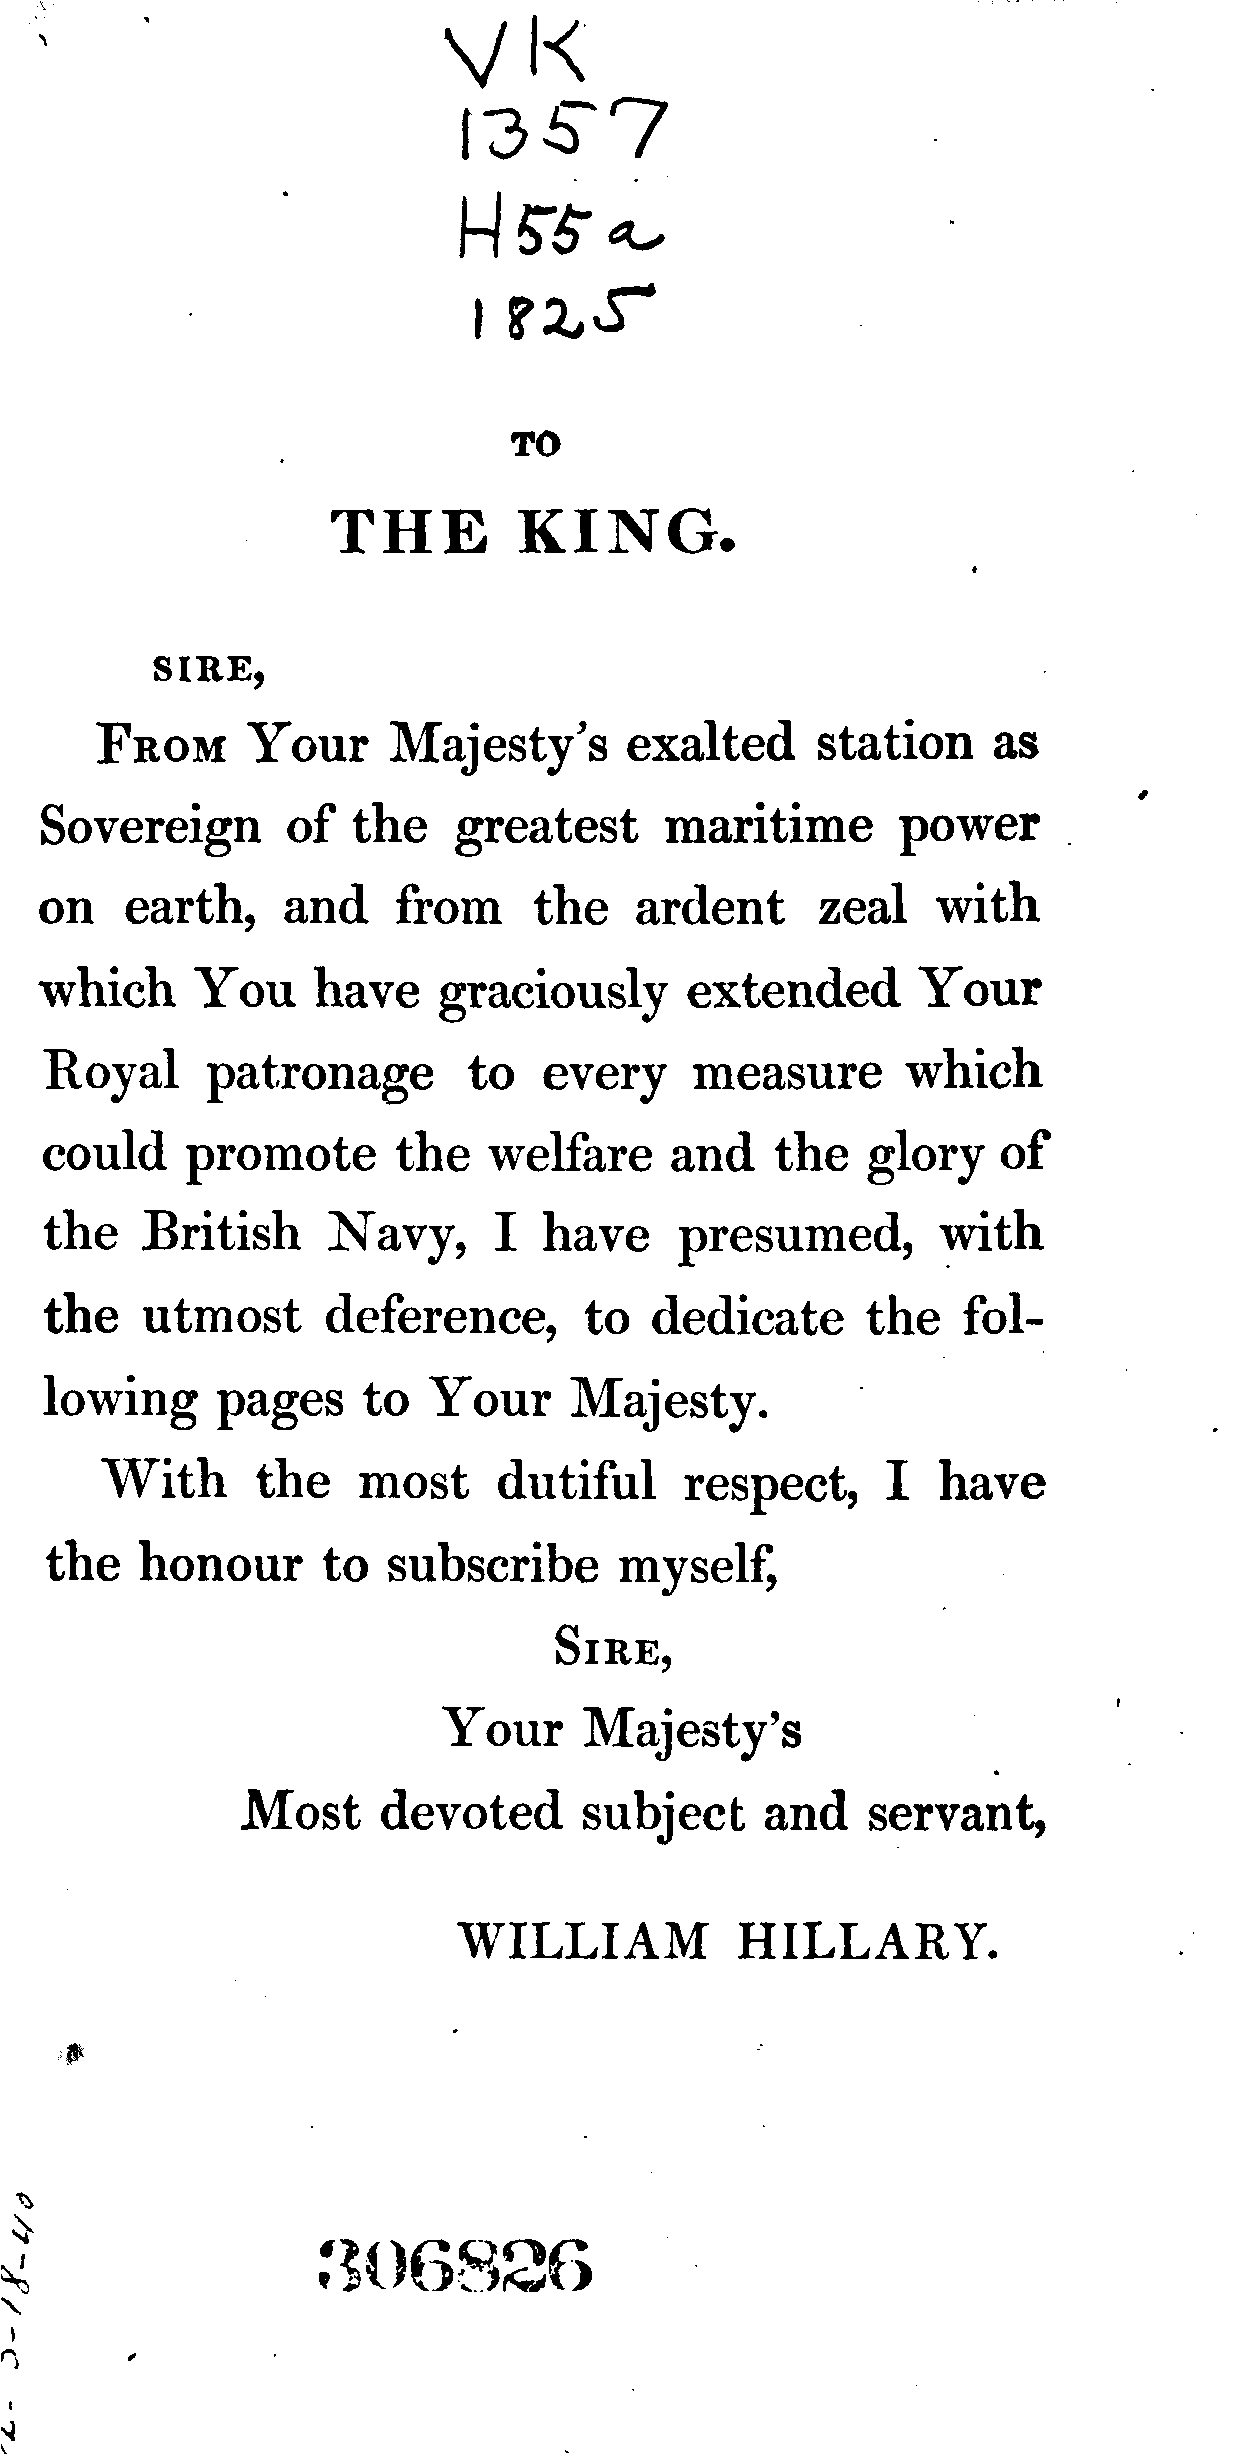 VK
1357
H55a
1825
TO
THE KING.
SIRE,
FROM Your Majesty's exalted station as
Sovereign of the greatest maritime power
on earth, and from the ardent zeal with
which You have graciously extended Your
Royal patronage to every measure which
could promote the welfare and the glory of
the British Navy, I have presumed, with
the utmost deference, to dedicate the fol-
lowing pages to Your Majesty.
With the most dutiful respect, I have
the honour to subscribe myself,
SIRE,
Your Majesty's
Most devoted subject and servant,
WILLIAM HILLARY.
306826